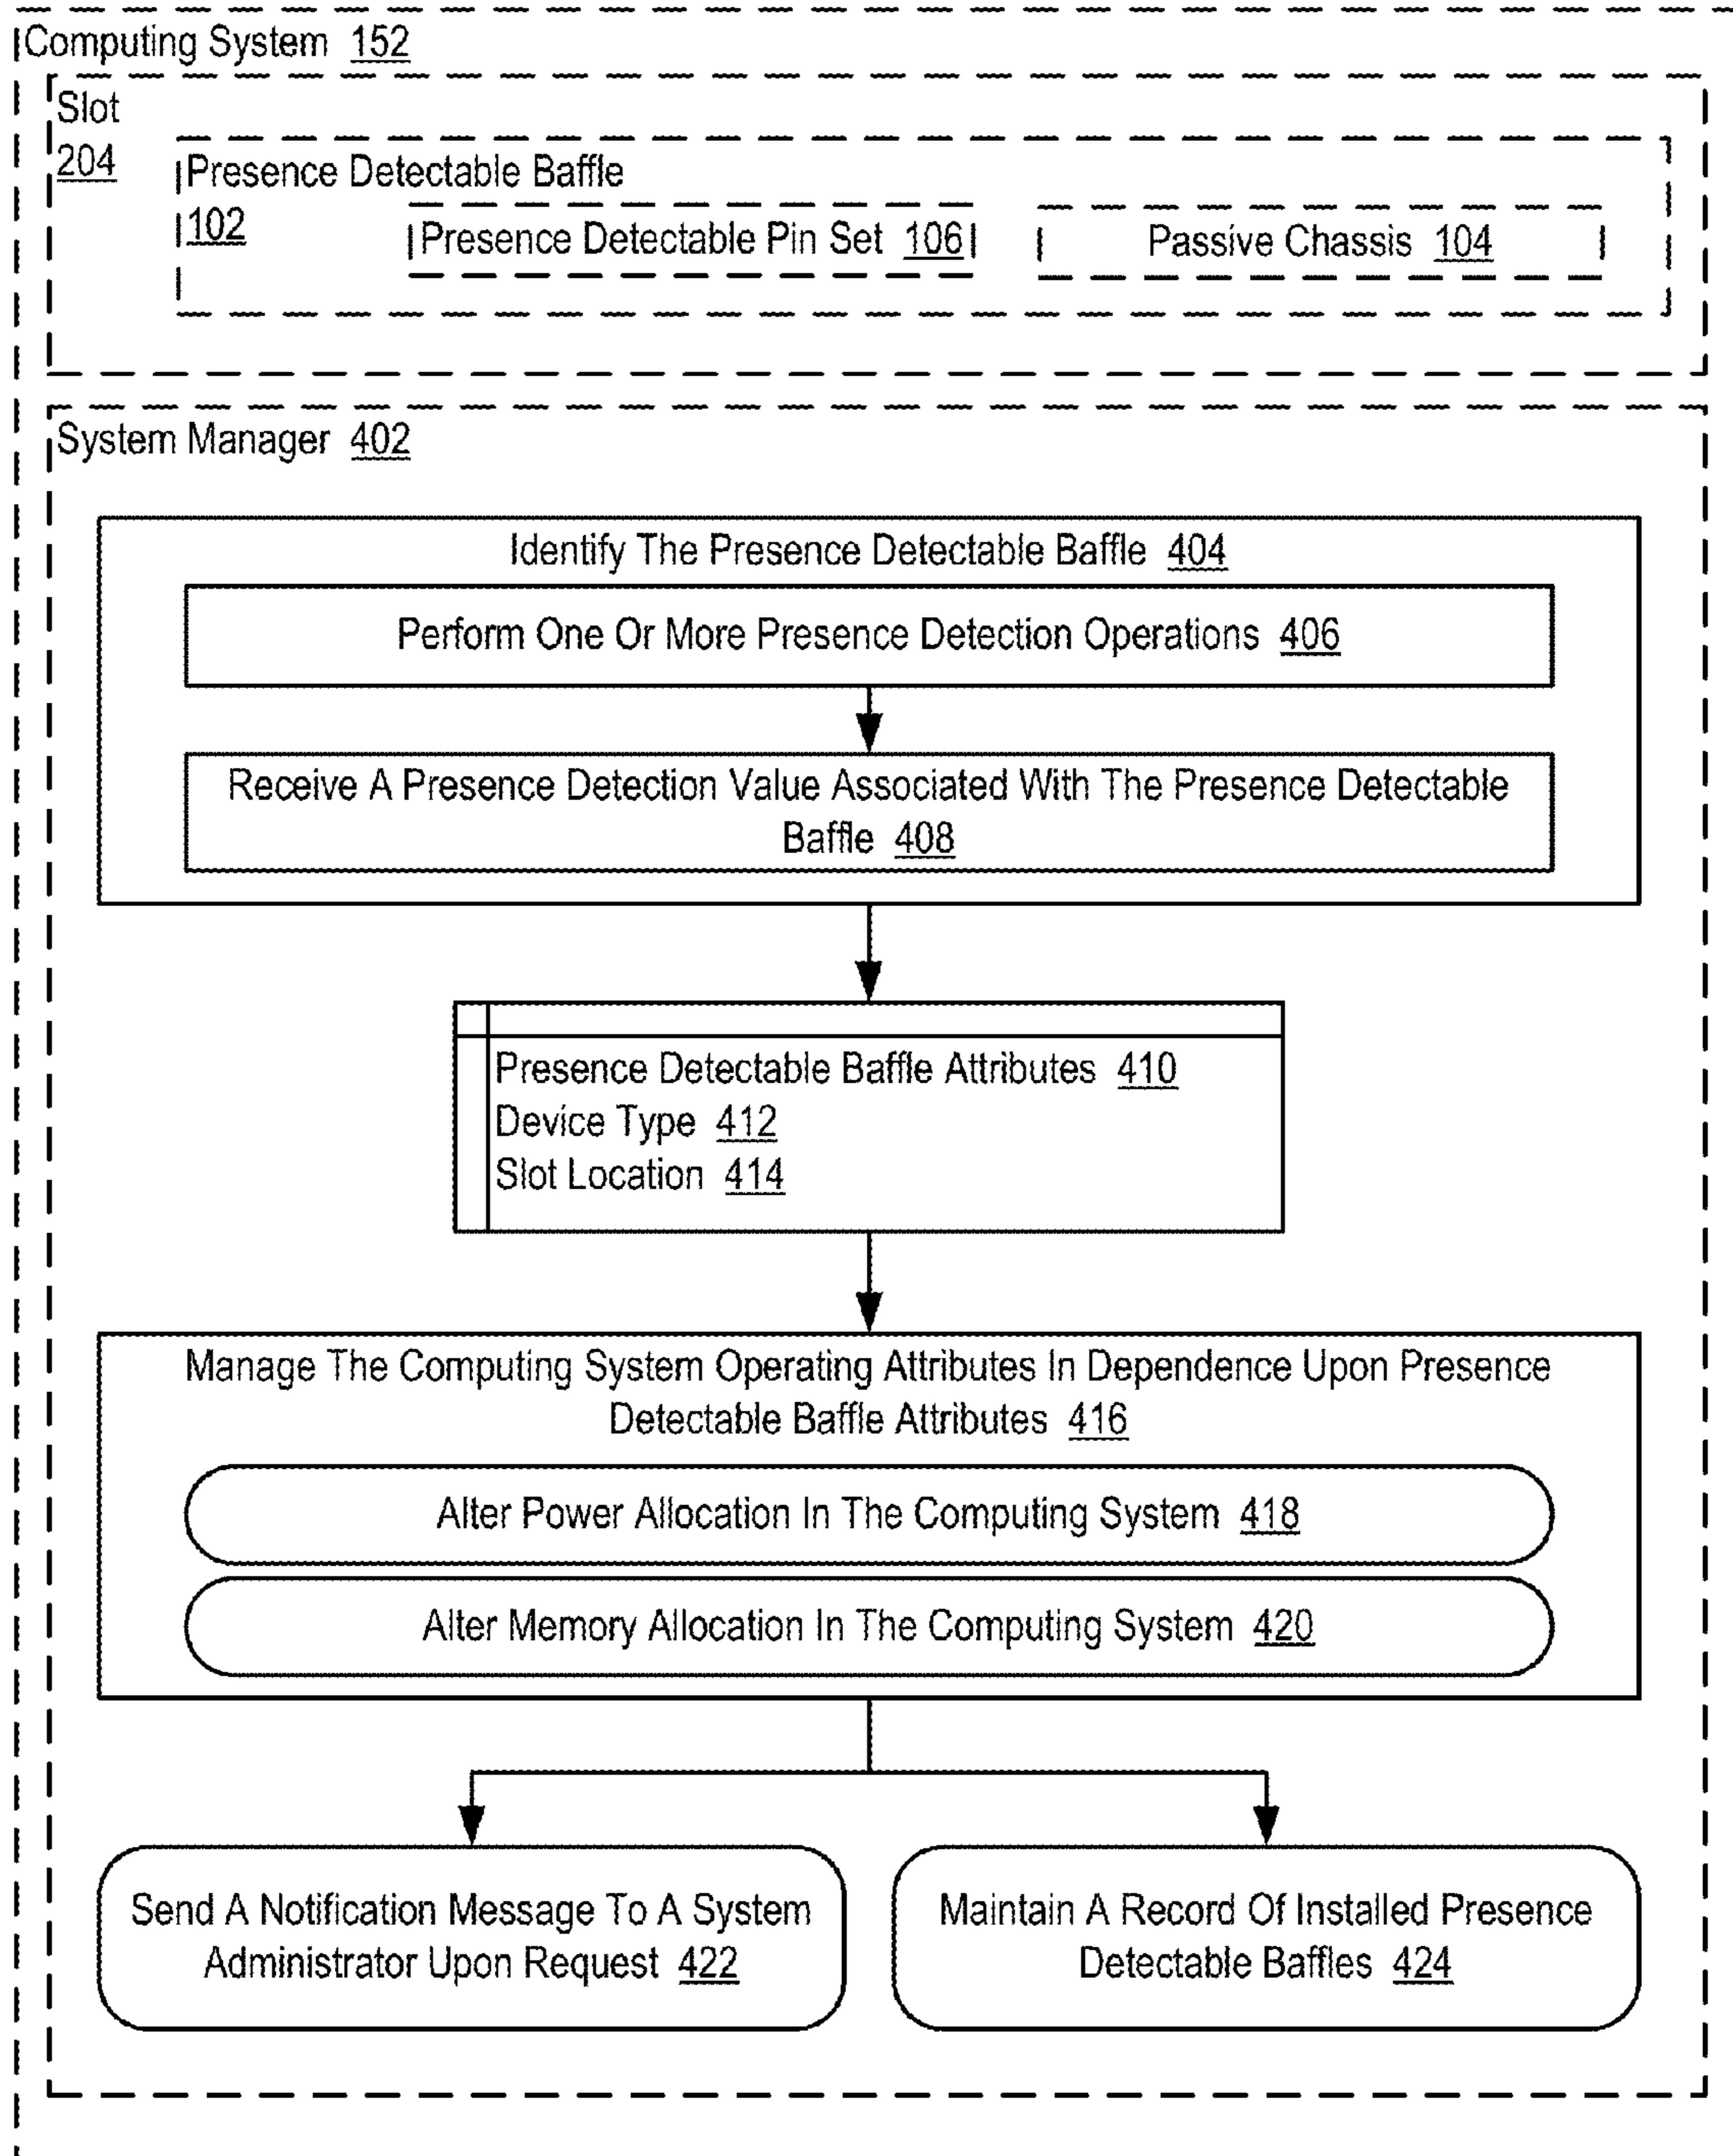 Computing System 152
Slot
204
Presence Detectable Baffle
102
Presence Detectable Pin Set 106
Passive Chassis 104
System Manager 402
Identify The Presence Detectable Baffle 404
Perform One Or More Presence Detection Operations 406
Receive A Presence Detection Value Associated With The Presence Detectable
Baffle 408
Presence Detectable Baffle Attributes 410
Device Type 412
Slot Location 414
Manage The Computing System Operating Attributes In Dependence Upon Presence
Detectable Baffle Attributes 416
Alter Power Allocation In The Computing System 418
Alter Memory Allocation In The Computing System 420
Send A Notification Message To A System
Administrator Upon Request 422
Maintain A Record Of Installed Presence
Detectable Baffles 424